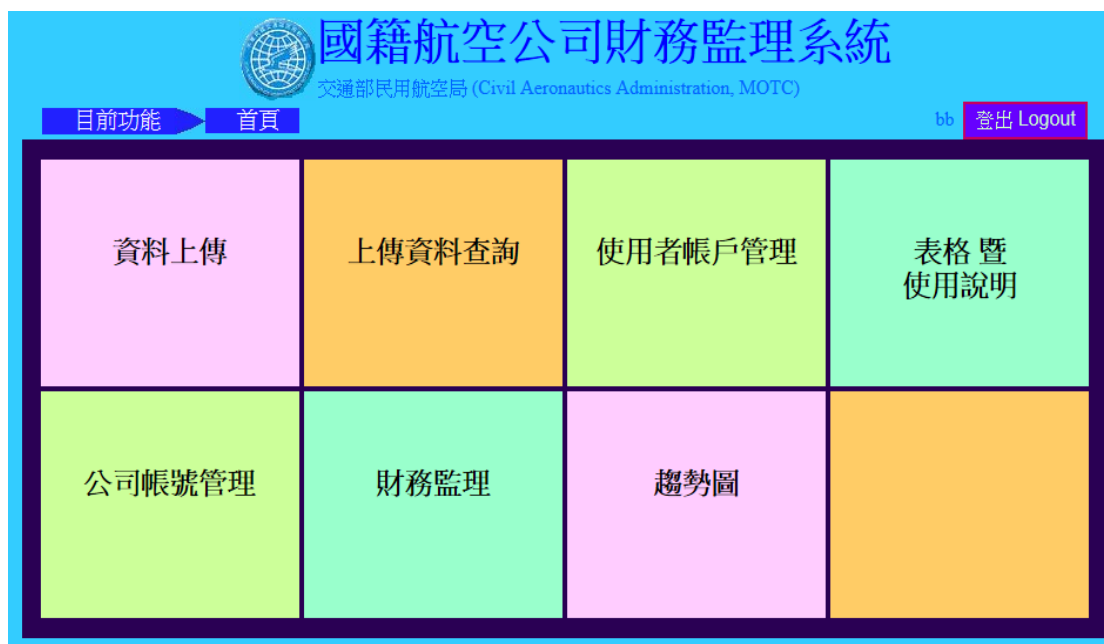 國籍航空公司財務監理系統
交通部民用航空局 (Civil Aeronautics Administration, MOTC)
目前功能 首頁 bb 登出 Logout
資料上傳 上傳資料查詢 使用者帳戶管理 表格 暨
使用說明
公司帳號管理 財務監理 趨勢圖